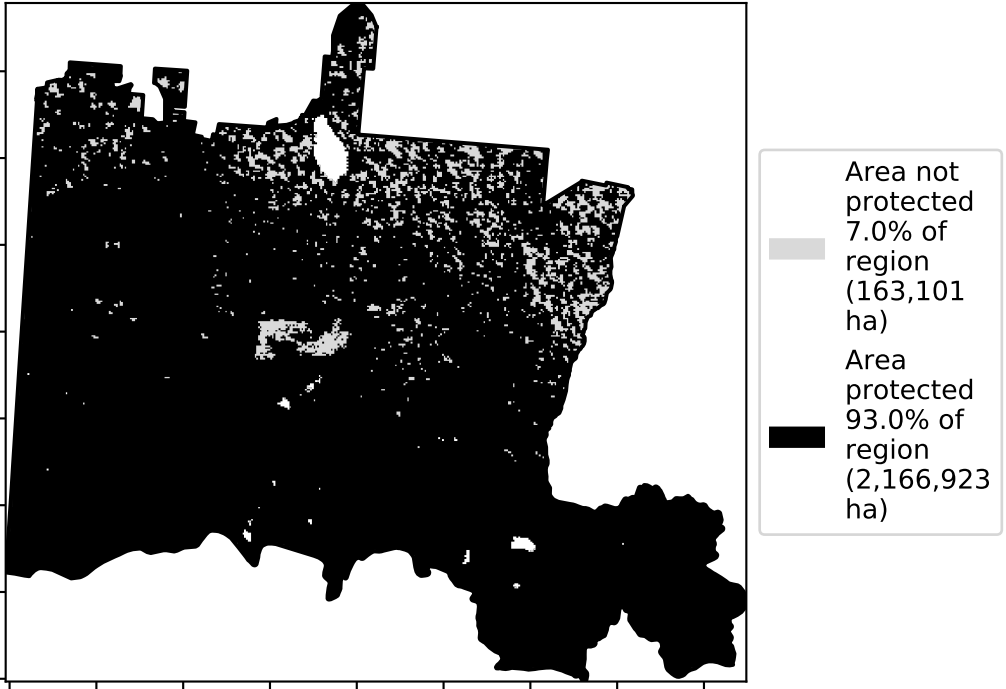 Area not
protected
7.0% of
region
(163,101
ha)
Area
protected
93.0% of
region
(2,166,923
ha)